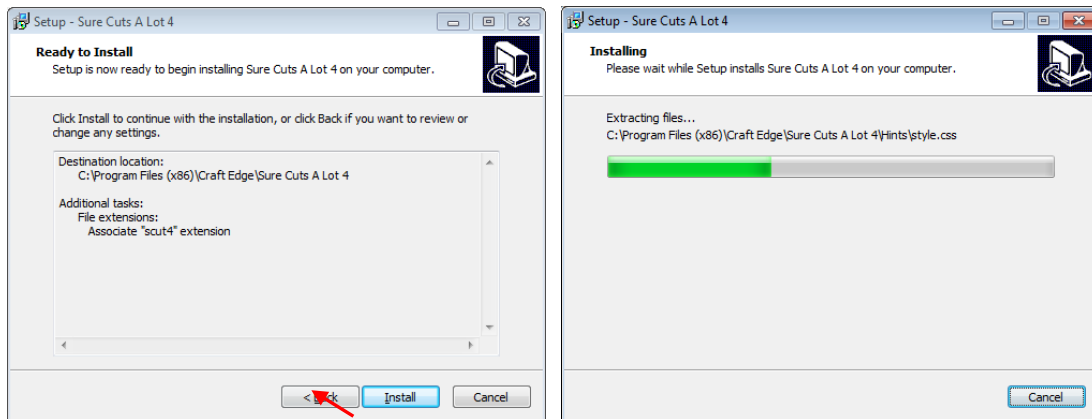 Setup - Sure Cuts A Lot 4
Ready to Install
Setup is now ready to begin installing Sure Cuts A Lot 4 on your computer.
Click Install to continue with the installation, or click Back if you want to review or
change any settings.
Destination location:
C:\Program Files (x86)\Craft Edge\Sure Cuts A Lot 4
Additional tasks:
File extensions:
Associate "scut4" extension
<
Install
Cancel
Setup - Sure Cuts A Lot 4
Installing
Please wait while Setup installs Sure Cuts A Lot 4 on your computer.
Extracting files...
C:\Program Files (x86)\Craft Edge\Sure Cuts A Lot 4\Hints\style.css
Cancel